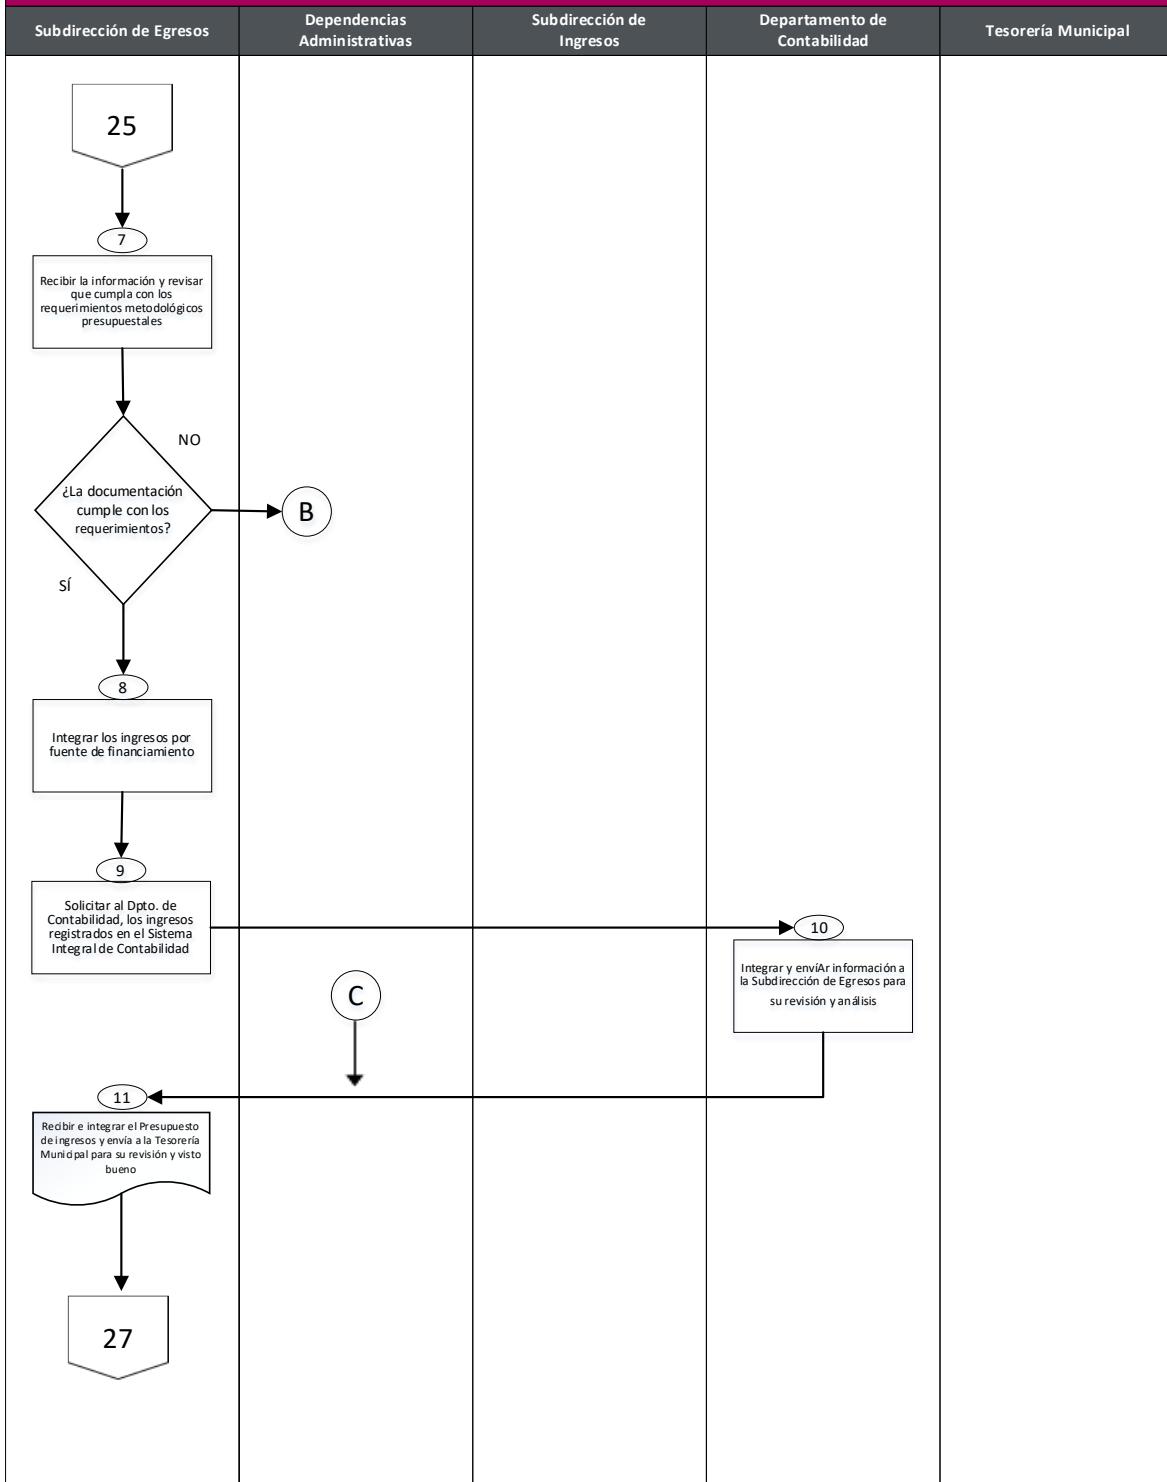 Subdirección de Egresos
Dependencias
Administrativas
Subdirección de
Ingresos
Departamento de
Contabilidad
Tesorería Municipal
25
7
Recibir la información y revisar
que cumpla con los
requerimientos metodológicos
presupuestales
NO
¿La documentación
cumple con los
requerimientos?
B
SÍ
8
Integrar los ingresos por
fuente de financiamiento
9
Solicitar al Dpto. de
Contabilidad, los ingresos
registrados en el Sistema
Integral de Contabilidad
10
Integrar y envíAr información a
la Subdirección de Egresos para
su revisión y análisis
C
11
Recibir e integrar el Presupuesto
de ingresos y envía a la Tesorería
Municipal para su revisión y visto
bueno
27